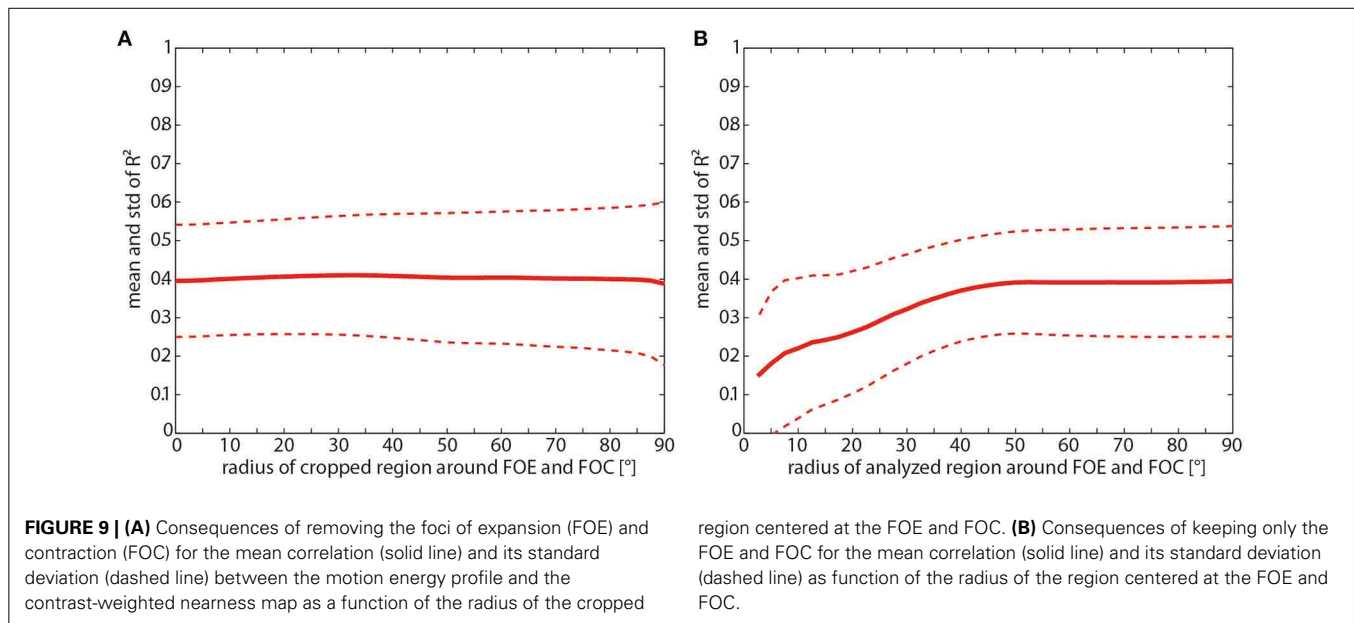 A
1
09
08
07
06
05
04
03
02
01
0
mean and std of R²
0 10 20 30 40 50 60 70 80 90
radius of cropped region around FOE and FOC [°]
B
1
09
08
07
06
05
04
03
02
01
0
mean and std of R²
0 10 20 30 40 50 60 70 80 90
radius of analyzed region around FOE and FOC [°]
FIGURE 9 | (A) Consequences of removing the foci of expansion (FOE) and
contraction (FOC) for the mean correlation (solid line) and its standard
deviation (dashed line) between the motion energy profile and the
contrast-weighted nearness map as a function of the radius of the cropped
region centered at the FOE and FOC. (B) Consequences of keeping only the
FOE and FOC for the mean correlation (solid line) and its standard deviation
(dashed line) as function of the radius of the region centered at the FOE and
FOC.